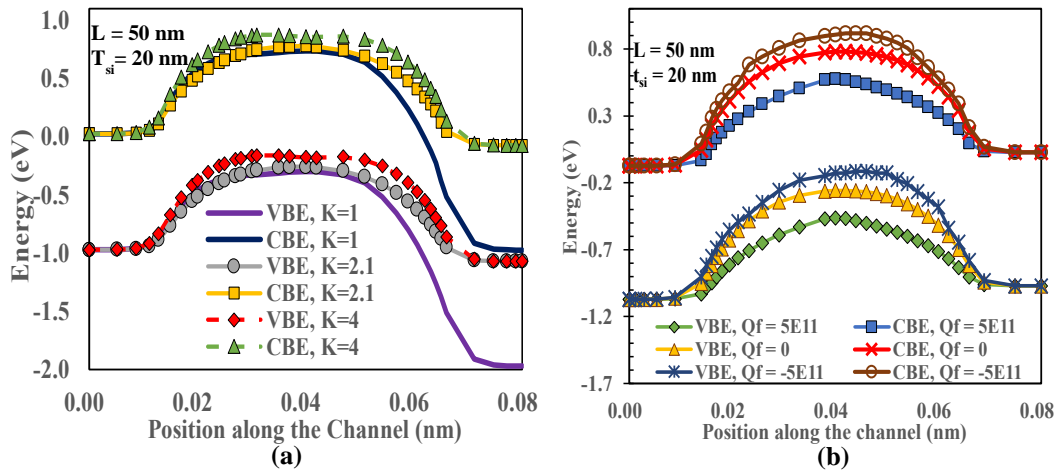 1.0
0.5
0.0
-0.5
-1.0
-1.5
-2.0
Energy (eV)
L = 50 nm
T_si = 20 nm
VBE, K=1
CBE, K=1
VBE, K=2.1
CBE, K=2.1
VBE, K=4
CBE, K=4
0.00 0.02 0.04 0.06 0.08
Position along the Channel (nm)
(a)
0.8
0.3
-0.2
-0.7
-1.2
-1.7
Energy (eV)
L = 50 nm
t_si = 20 nm
VBE, Qf = 5E11 CBE, Qf = 5E11
VBE, Qf = 0 CBE, Qf = 0
VBE, Qf = -5E11 CBE, Qf = -5E11
0.00 0.02 0.04 0.06 0.08
Position along the channel (nm)
(b)